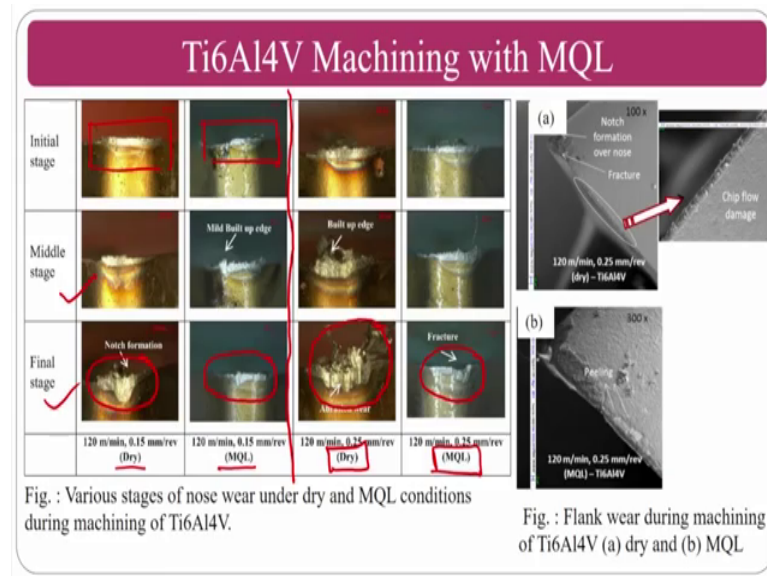 Ti6Al4V Machining with MQL
Initial
stage
Middle
stage
Mild Built up edge
Built up edge
Final
stage
Notch formation
Fracture
wear
120 m/min, 0.15 mm/rev
(Dry)
120 m/min, 0.15 mm/rev
(MQL)
120 m/min, 0.25 mm/rev
(Dry)
120 m/min, 0.25 mm/rev
(MQL)
Fig. : Various stages of nose wear under dry and MQL conditions
during machining of Ti6Al4V.
(a)
100 x
Notch
formation
over nose
Fracture
Chip flow
damage
120 m/min, 0.25 mm/rev
(dry) – Ti6Al4V
(b)
300 x
Peeling
120 m/min, 0.25 mm/rev
(MQL) – Ti6Al4V
Fig. : Flank wear during machining
of Ti6Al4V (a) dry and (b) MQL